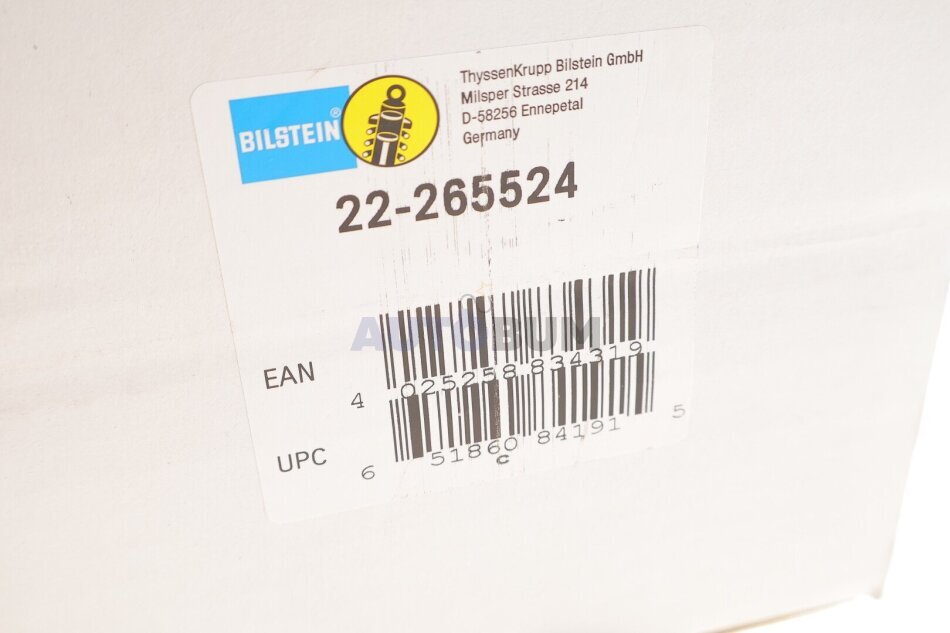 BILSTEIN®
ThyssenKrupp Bilstein GmbH
Milsper Strasse 214
D-58256 Ennepetal
Germany
22-265524
AUTOBUM
EAN
4 025258 834319
UPC
6 51860 84191 5
C